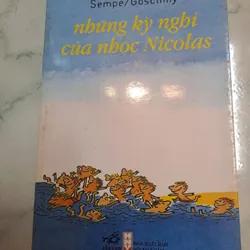 Sempé/Goscinny
những kỳ nghỉ
của nhóc Nicolas